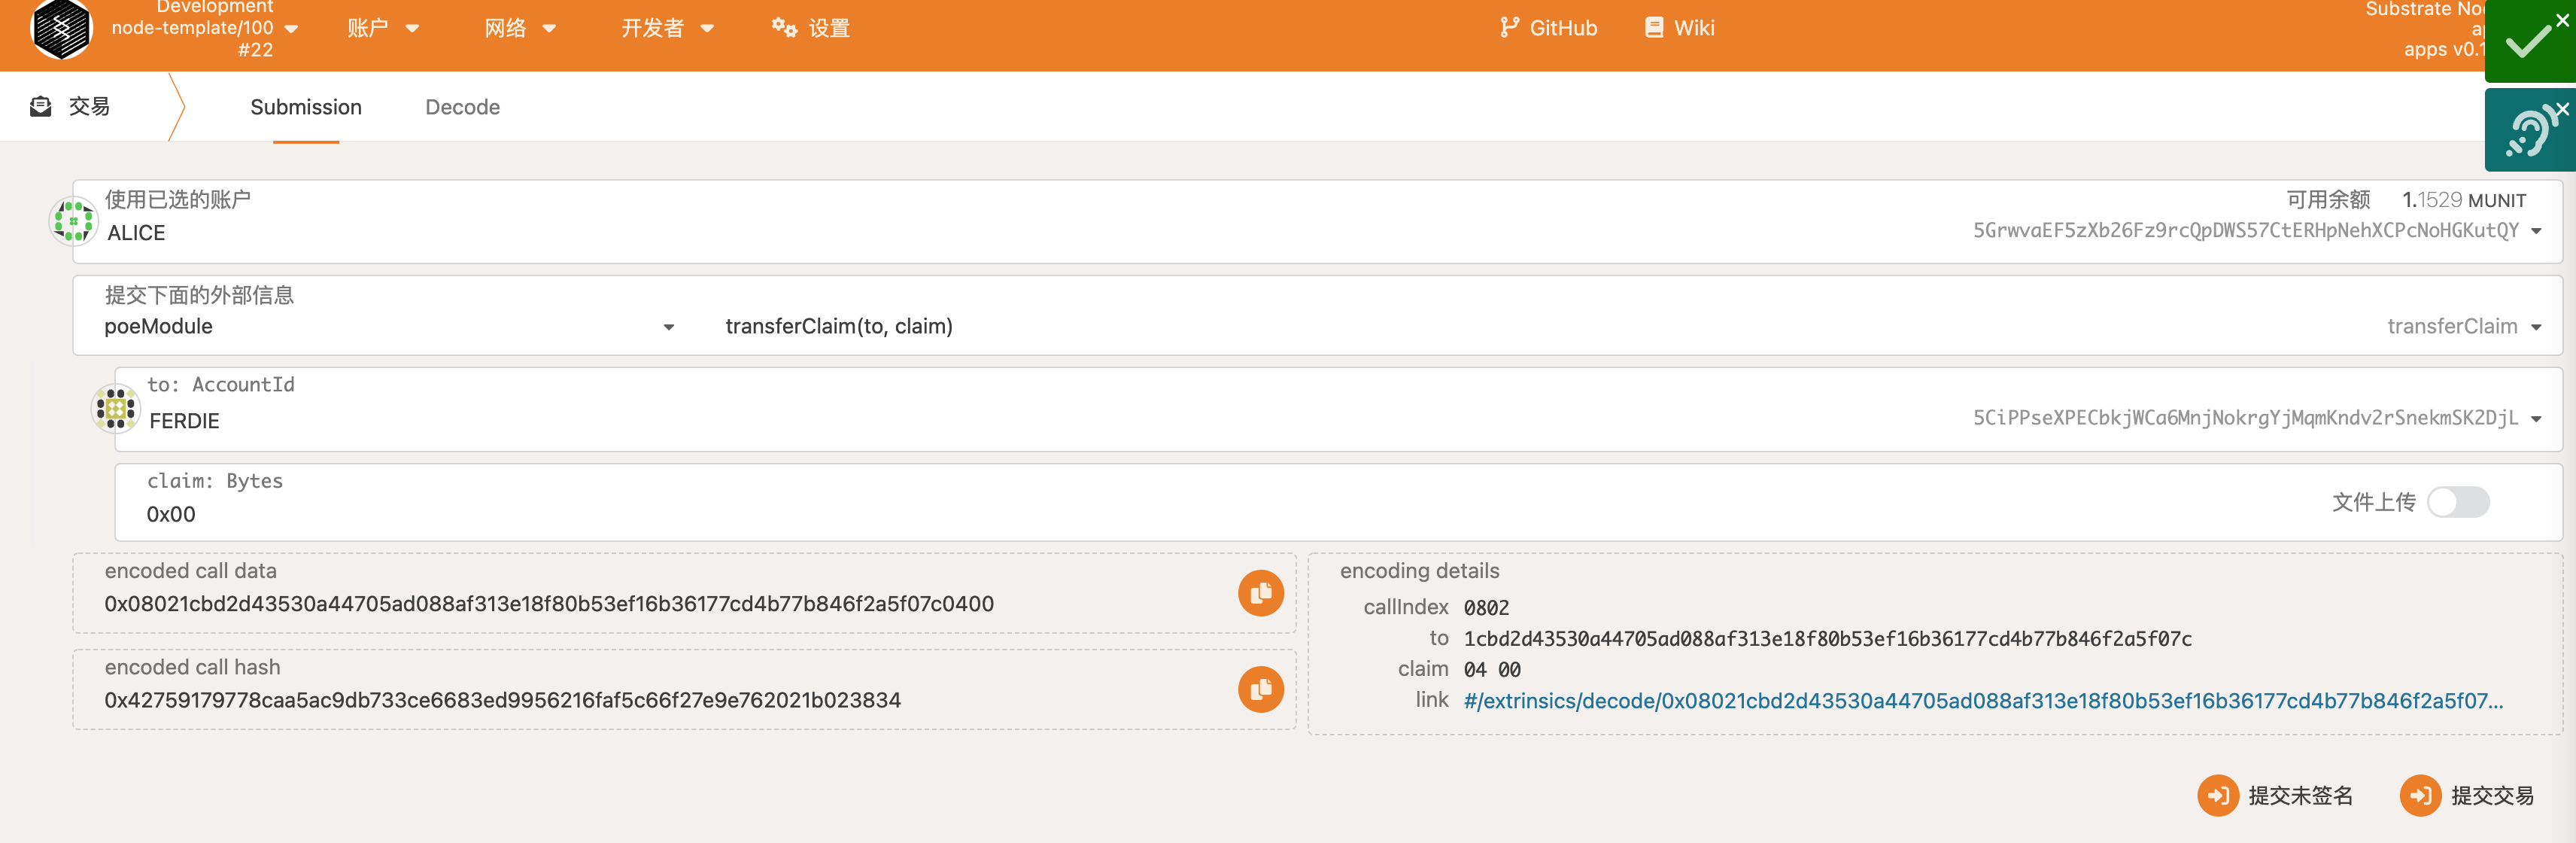 Development
node-template/100
#22
账户
网络
开发者
设置
GitHub
Wiki
Substrate No
apps v0.1
交易
Submission
Decode
使用已选的账户
ALICE
可用余额 1.1529 MUNIT
5GrwvaEF5zXb26Fz9rcQpDWS57CtERHpNehXCPcNoHGKutQY
提交下面的外部信息
poeModule
transferClaim(to, claim)
transferClaim
to: AccountId
FERDIE
5CiPPseXPECbkjWCa6MnjNokrgYjMqmKndv2rSnekmSK2DjL
claim: Bytes
0x00
文件上传
encoded call data
0x08021cbd2d43530a44705ad088af313e18f80b53ef16b36177cd4b77b846f2a5f07c0400
encoded call hash
0x42759179778caa5ac9db733ce6683ed9956216faf5c66f27e9e762021b023834
encoding details
callIndex 0802
to 1cbd2d43530a44705ad088af313e18f80b53ef16b36177cd4b77b846f2a5f07c
claim 04 00
link #/extrinsics/decode/0x08021cbd2d43530a44705ad088af313e18f80b53ef16b36177cd4b77b846f2a5f07...
提交未签名
提交交易